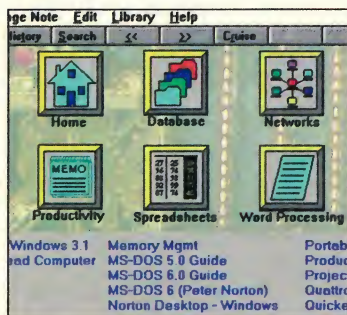 ge Note Edit Library Help
History Search << >> Cruise
Home Database Networks
MEMO
Productivity Spreadsheets Word Processing
Windows 3.1 Memory Mgmt Portab
ead Computer MS-DOS 5.0 Guide Produc
MS-DOS 6.0 Guide Projec
MS-DOS 6 (Peter Norton) Quattro
Norton Desktop - Windows Quicke